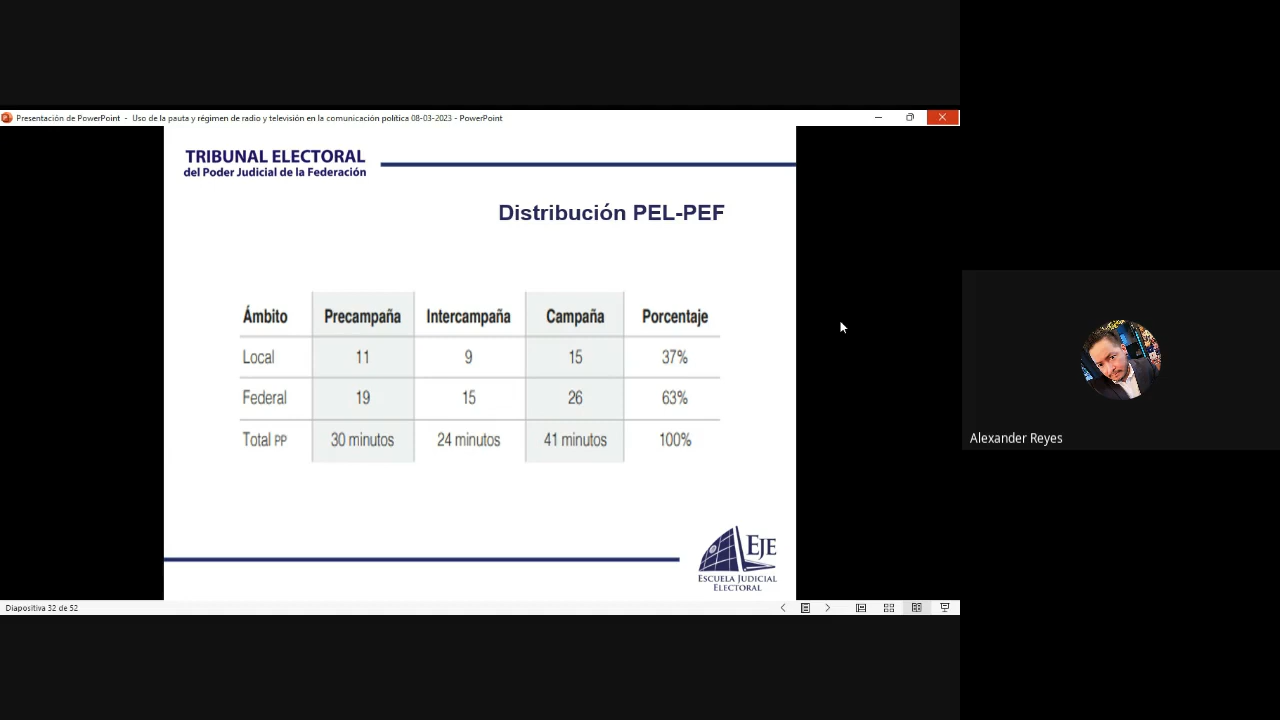 Presentación de PowerPoint - Uso de la pauta y régimen de radio y televisión en la comunicación política 08-03-2023 - PowerPoint
TRIBUNAL ELECTORAL
del Poder Judicial de la Federación
Distribución PEL-PEF
Ámbito Precampaña Intercampaña Campaña Porcentaje
Local 11 9 15 37%
Federal 19 15 26 63%
Total PP 30 minutos 24 minutos 41 minutos 100%
Alexander Reyes
EJE
ESCUELA JUDICIAL
ELECTORAL
Diapositiva 32 de 52